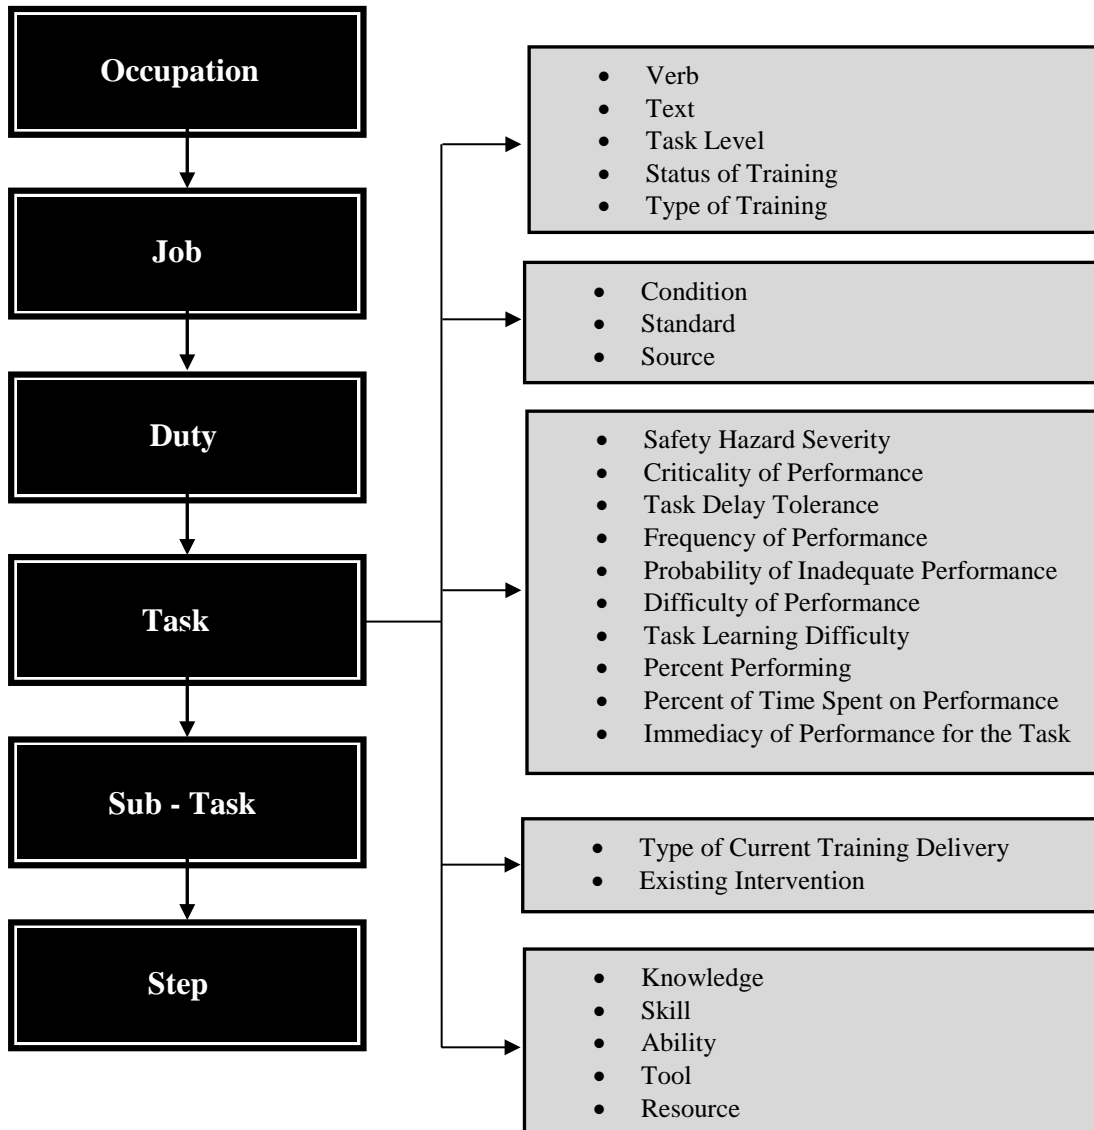 Occupation
Job
Duty
Task
Sub - Task
Step
• Verb
• Text
• Task Level
• Status of Training
• Type of Training
• Condition
• Standard
• Source
• Safety Hazard Severity
• Criticality of Performance
• Task Delay Tolerance
• Frequency of Performance
• Probability of Inadequate Performance
• Difficulty of Performance
• Task Learning Difficulty
• Percent Performing
• Percent of Time Spent on Performance
• Immediacy of Performance for the Task
• Type of Current Training Delivery
• Existing Intervention
• Knowledge
• Skill
• Ability
• Tool
• Resource